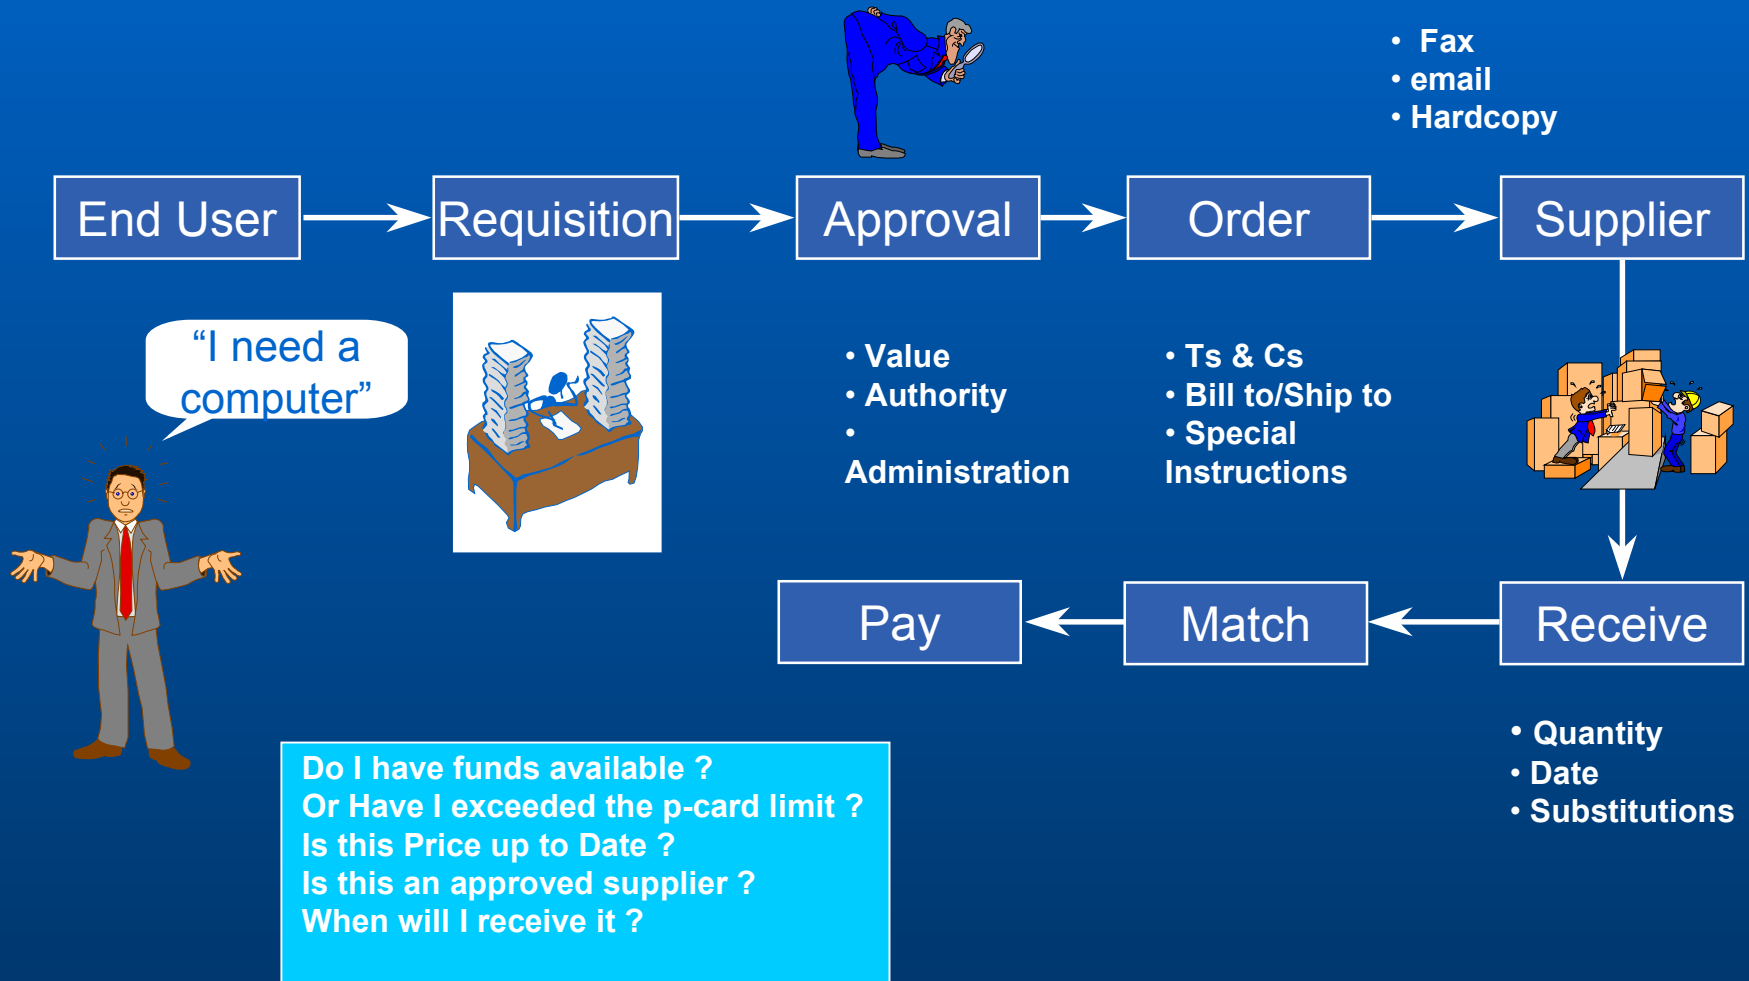 • Fax
• email
• Hardcopy
End User
Requisition
Approval
Order
Supplier
“I need a
computer”
• Value
• Authority
•
Administration
• Ts & Cs
• Bill to/Ship to
• Special
Instructions
Pay
Match
Receive
• Quantity
• Date
• Substitutions
Do I have funds available ?
Or Have I exceeded the p-card limit ?
Is this Price up to Date ?
Is this an approved supplier ?
When will I receive it ?